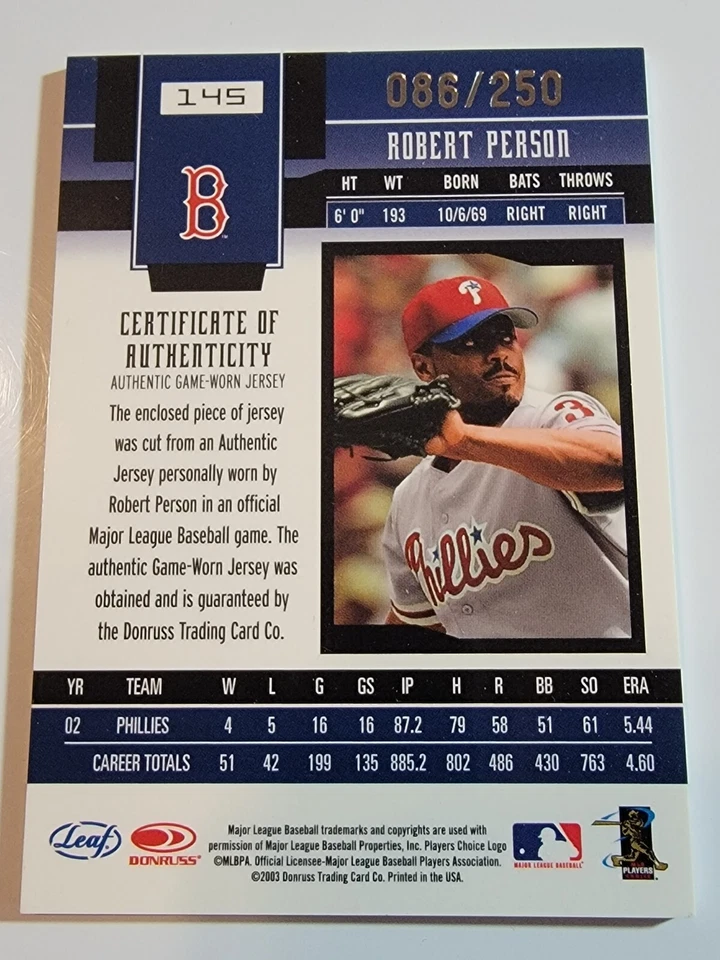 145
086/250
ROBERT PERSON
HT WT BORN BATS THROWS
6' 0" 193 10/6/69 RIGHT RIGHT
B
CERTIFICATE OF
AUTHENTICITY
AUTHENTIC GAME-WORN JERSEY
The enclosed piece of jersey
was cut from an Authentic
Jersey personally worn by
Robert Person in an official
Major League Baseball game. The
authentic Game-Worn Jersey was
obtained and is guaranteed by
the Donruss Trading Card Co.
P
3
Phillies
YR TEAM W L G GS IP H R BB SO ERA
02 PHILLIES 4 5 16 16 87.2 79 58 51 61 5.44
CAREER TOTALS 51 42 199 135 885.2 802 486 430 763 4.60
Leaf
DONRUSS
Major League Baseball trademarks and copyrights are used with
permission of Major League Baseball Properties, Inc. Players Choice Logo
©MLBPA. Official Licensee-Major League Baseball Players Association.
©2003 Donruss Trading Card Co. Printed in the USA.
MAJOR LEAGUE BASEBALL
PLAYERS
CHOICE